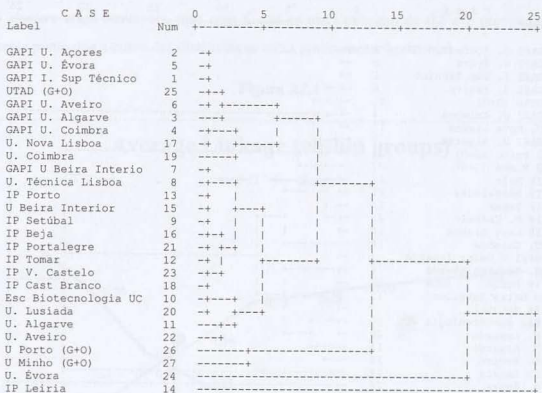 C A S E 0 5 10 15 20 25
Label Num +---------+---------+---------+---------+---------+
GAPI U. Açores 2
GAPI U. Évora 5
GAPI I. Sup Técnico 1
UTAD (G+O) 25
GAPI U. Aveiro 6
GAPI U. Algarve 3
GAPI U. Coimbra 4
U. Nova Lisboa 17
U. Coimbra 19
GAPI U Beira Interio 7
U. Técnica Lisboa 8
IP Porto 13
U Beira Interior 15
IP Setúbal 9
IP Beja 16
IP Portalegre 21
IP Tomar 12
IP V. Castelo 23
IP Cast Branco 18
Esc Biotecnologia UC 10
U. Lusiada 20
U. Algarve 11
U. Aveiro 22
U Porto (G+O) 26
U Minho (G+O) 27
U. Évora 24
IP Leiria 14